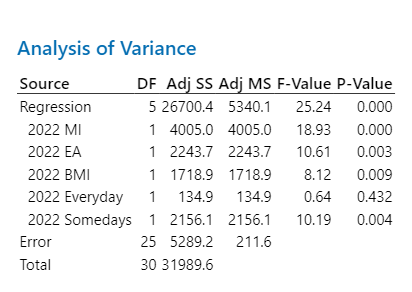 Analysis of Variance
Source DF Adj SS Adj MS F-Value P-Value
Regression 5 26700.4 5340.1 25.24 0.000
2022 MI 1 4005.0 4005.0 18.93 0.000
2022 EA 1 2243.7 2243.7 10.61 0.003
2022 BMI 1 1718.9 1718.9 8.12 0.009
2022 Everyday 1 134.9 134.9 0.64 0.432
2022 Somedays 1 2156.1 2156.1 10.19 0.004
Error 25 5289.2 211.6
Total 30 31989.6